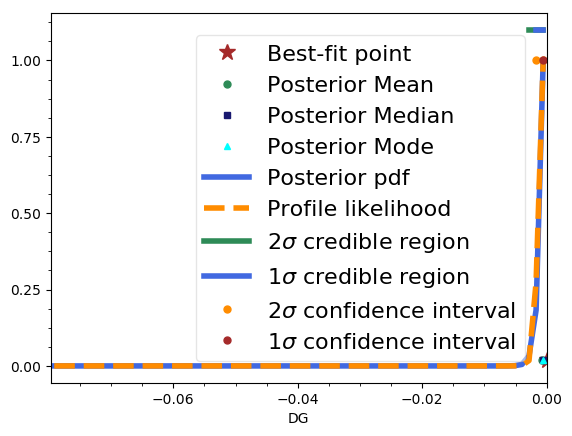 1.00
0.75
0.50
0.25
0.00
Best-fit point
Posterior Mean
Posterior Median
Posterior Mode
Posterior pdf
Profile likelihood
2σ credible region
1σ credible region
2σ confidence interval
1σ confidence interval
−0.06 −0.04 −0.02 0.00
DG